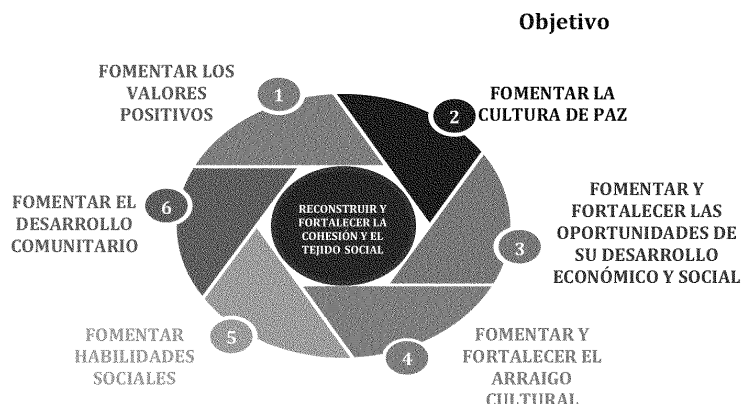 Objetivo
FOMENTAR LOS
VALORES
POSITIVOS
1
2
FOMENTAR LA
CULTURA DE PAZ
3
FOMENTAR Y
FORTALECER LAS
OPORTUNIDADES DE
SU DESARROLLO
ECONÓMICO Y SOCIAL
4
FOMENTAR Y
FORTALECER EL
ARRAIGO
CULTURAL
5
FOMENTAR
HABILIDADES
SOCIALES
6
FOMENTAR EL
DESARROLLO
COMUNITARIO
RECONSTRUIR Y
FORTALECER LA
COHESIÓN Y EL
TEJIDO SOCIAL